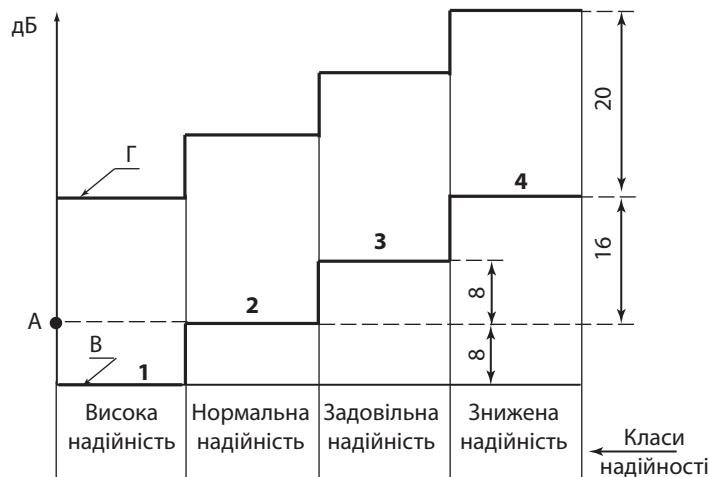 дБ
Г
20
4
16
3
8
2
А
8
В
1
Висока
надійність
Нормальна
надійність
Задовільна
надійність
Знижена
надійність
Класи
надійності